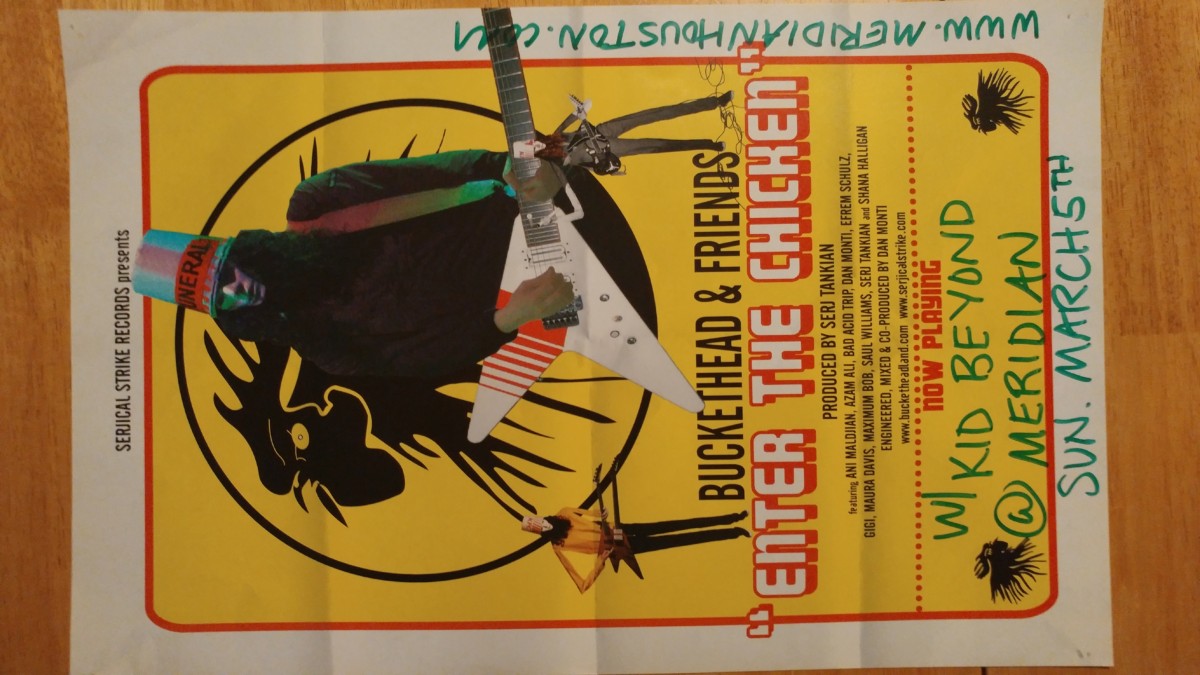 SERJICAL STRIKE RECORDS presents
FUNERAL
BUCKETHEAD & FRIENDS
"ENTER THE CHICKEN"
PRODUCED BY SERJ TANKIAN
featuring ANI MALDJIAN, AZAM ALI, BAD ACID TRIP, DAN MONTI, EFREM SCHULZ,
GIGI, MAURA DAVIS, MAXIMUM BOB, SAUL WILLIAMS, SERJ TANKIAN and SHANA HALLIGAN
ENGINEERED, MIXED & CO-PRODUCED BY DAN MONTI
www.bucketheadland.com www.serjicalstrike.com
NOW PLAYING
W/ KID BEYOND
@ MERIDIAN
SUN. MARCH 5TH
WWW.MERIDIANHOUSTON.COM